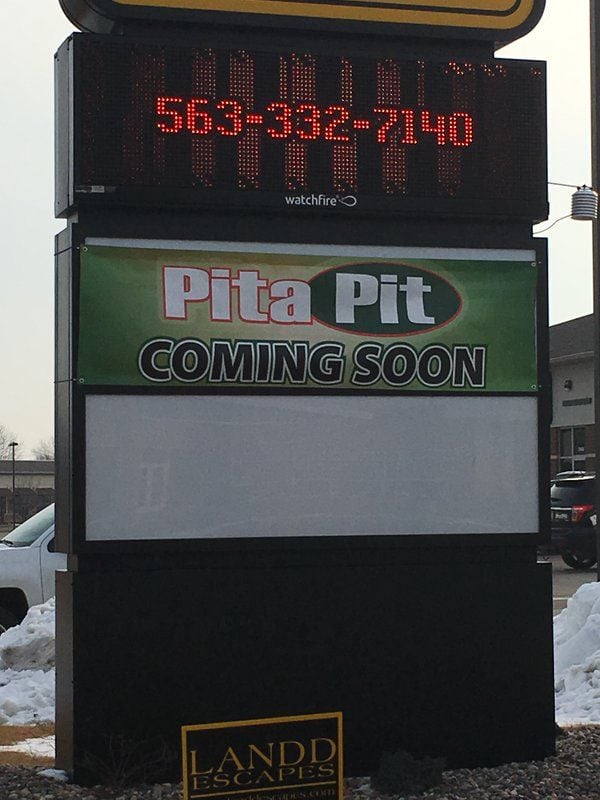 563-332-7140
watchfire
Pita Pit
COMING SOON
LANDD
ESCAPES